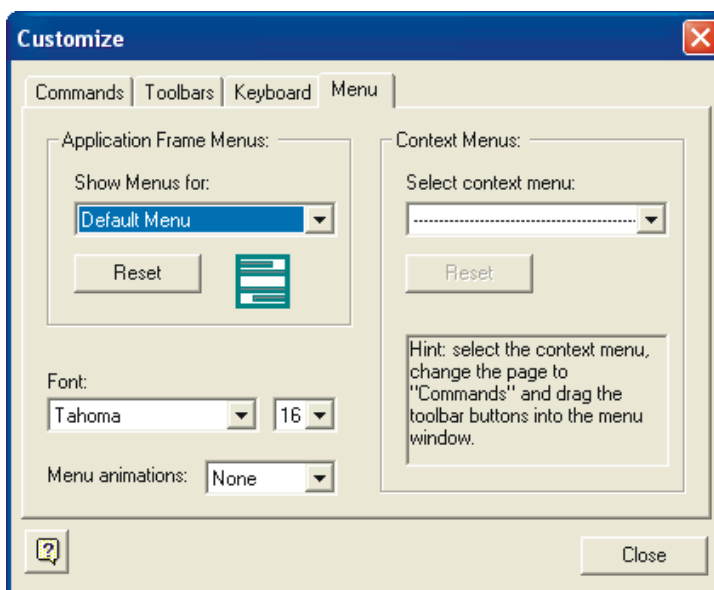 Customize
Commands Toolbars Keyboard Menu
Application Frame Menus:
Show Menus for:
Default Menu
Reset
Context Menus:
Select context menu:
Reset
Hint: select the context menu,
change the page to
"Commands" and drag the
toolbar buttons into the menu
window.
Font:
Tahoma 16
Menu animations: None
Close